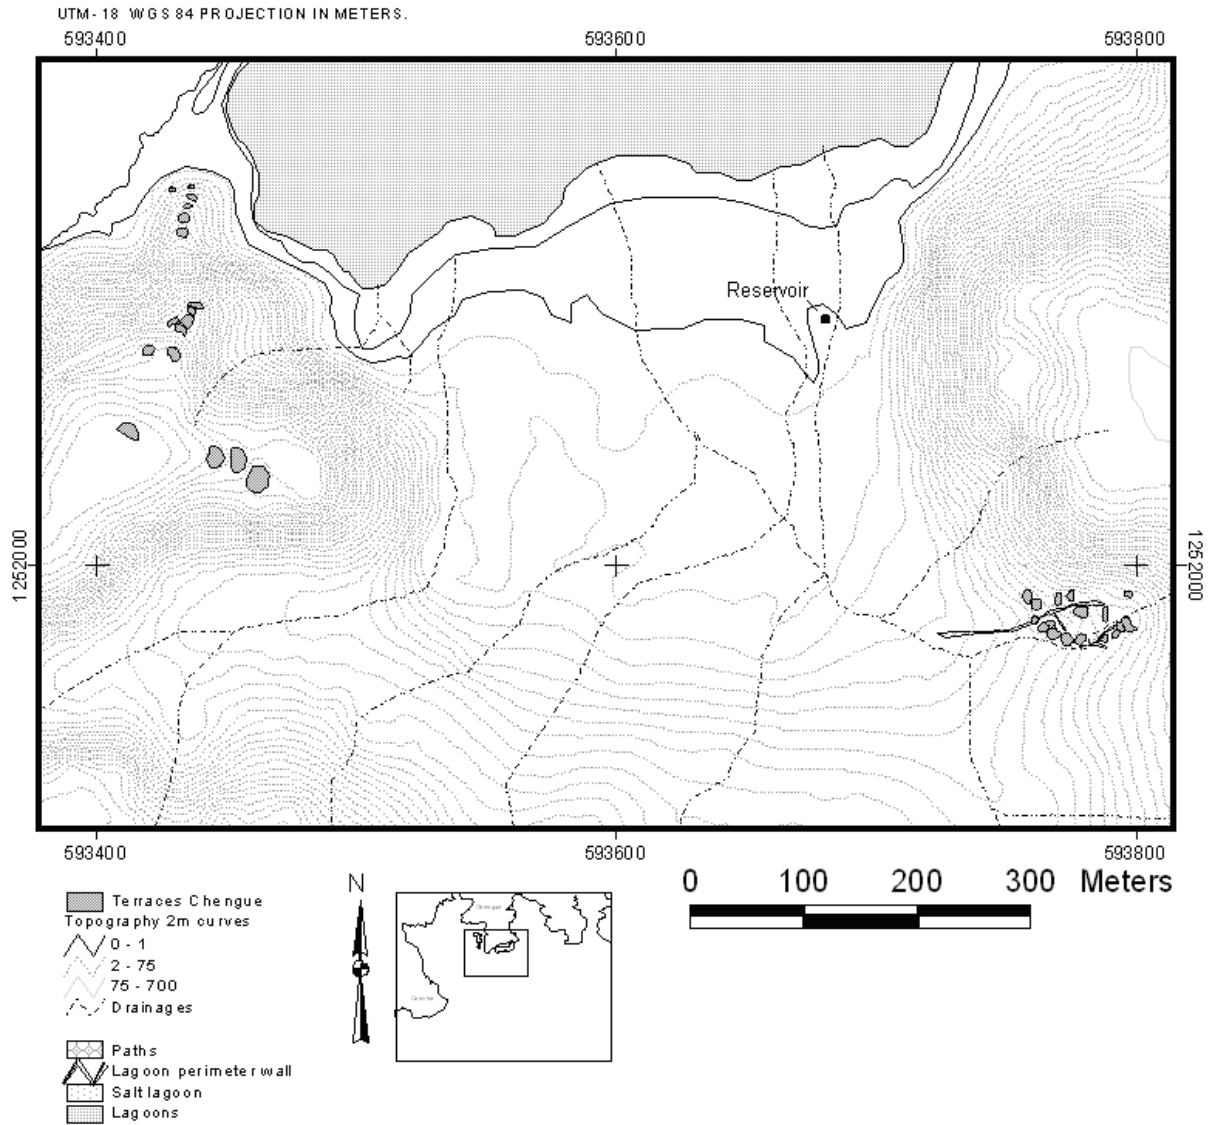 UTM-18 WGS 84 PROJECTION IN METERS.
593400 593600 593800
Reservoir
1252000 1252000
593400 593600 593800
0 100 200 300 Meters
N
Terraces Chengue
Topography 2m curves
0 - 1
2 - 75
75 - 700
Drainages
Paths
Lagoon perimeter wall
Salt lagoon
Lagoons